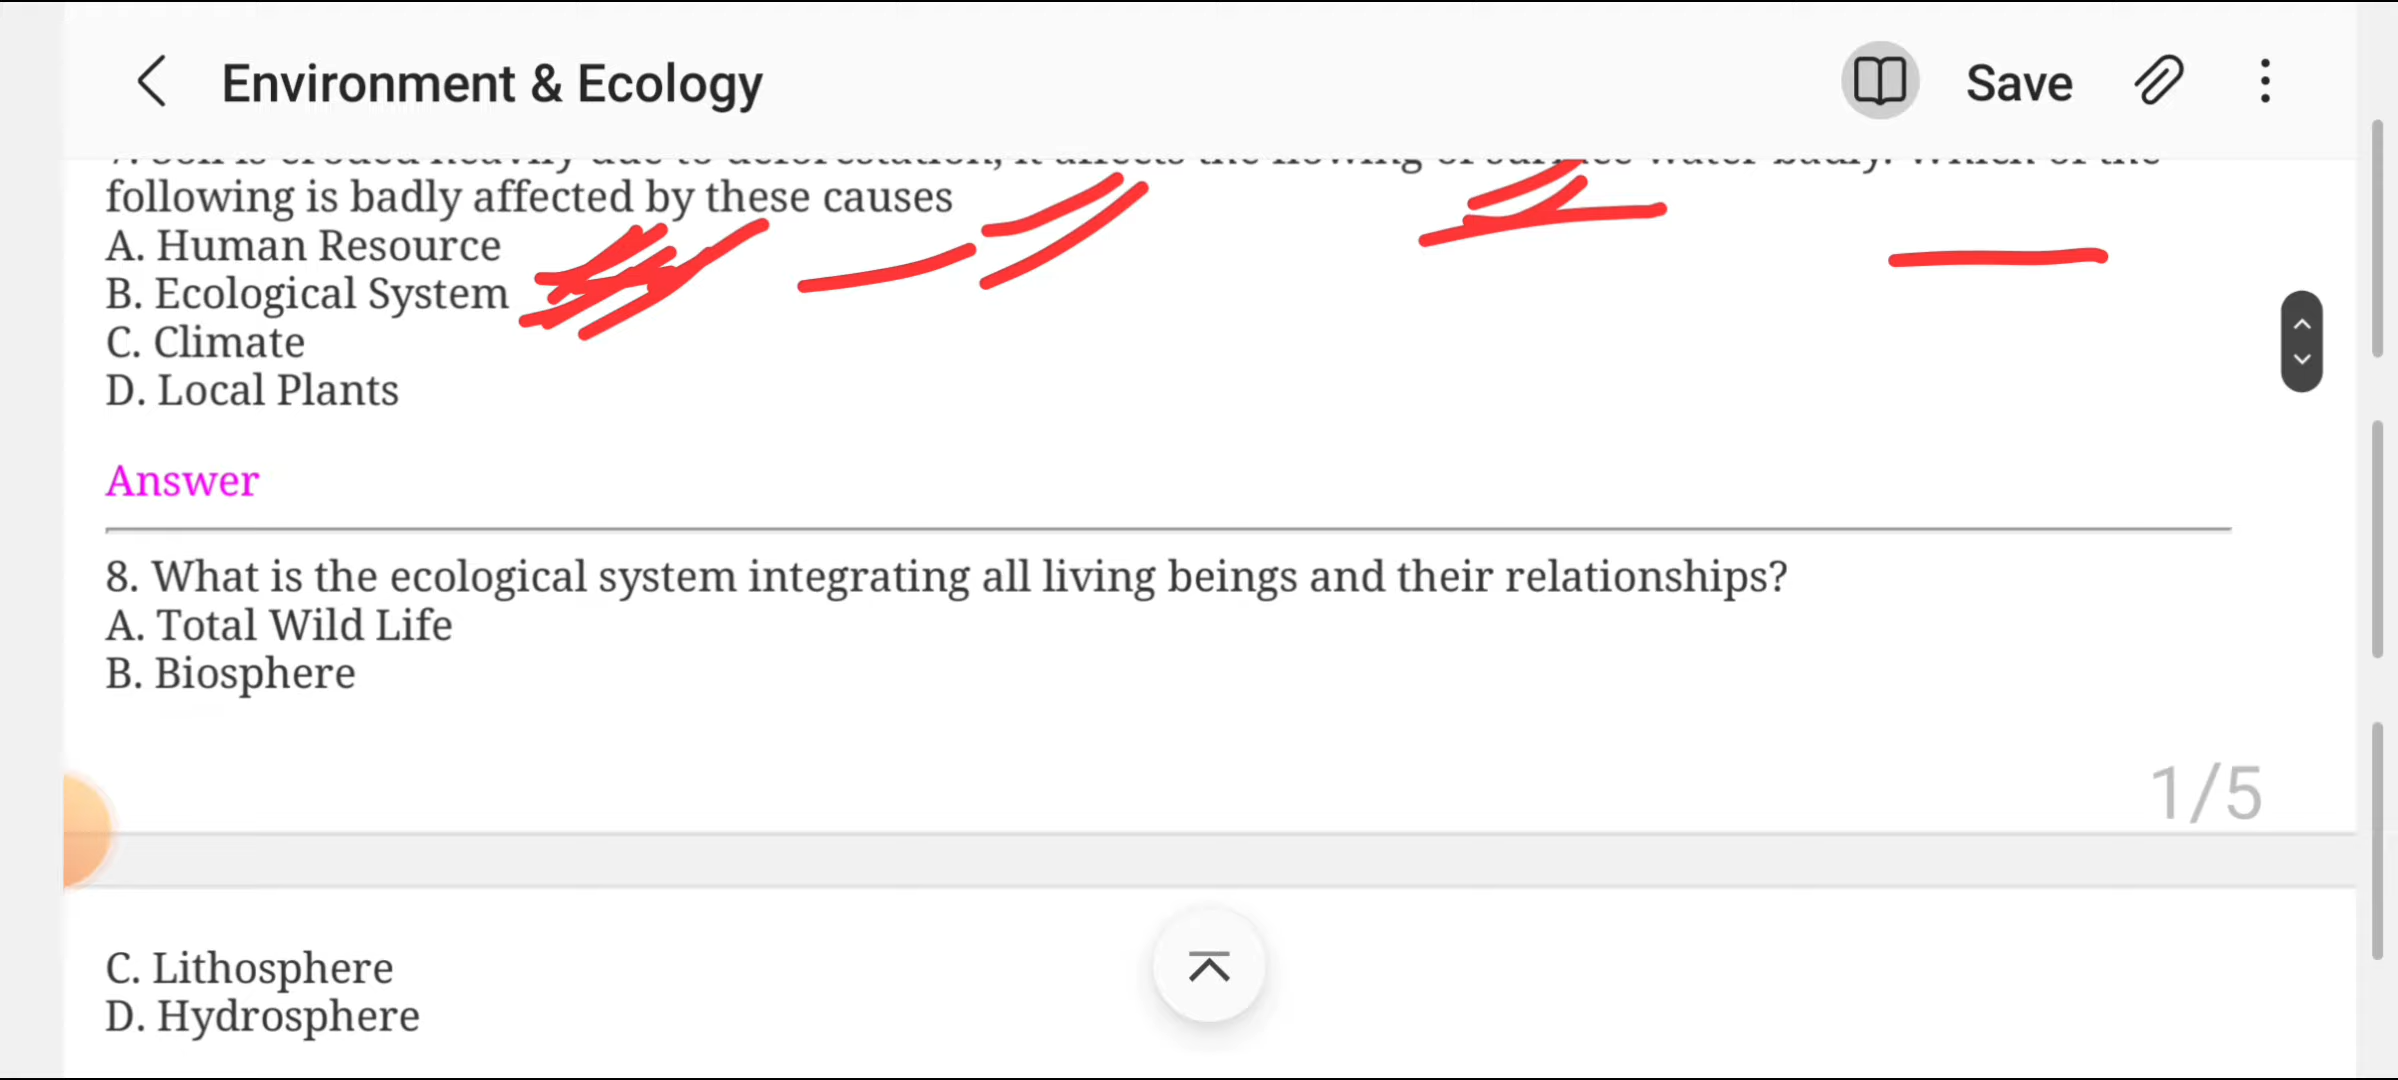 Environment & Ecology
Save
following is badly affected by these causes
A. Human Resource
B. Ecological System
C. Climate
D. Local Plants
Answer
8. What is the ecological system integrating all living beings and their relationships?
A. Total Wild Life
B. Biosphere
1/5
C. Lithosphere
D. Hydrosphere